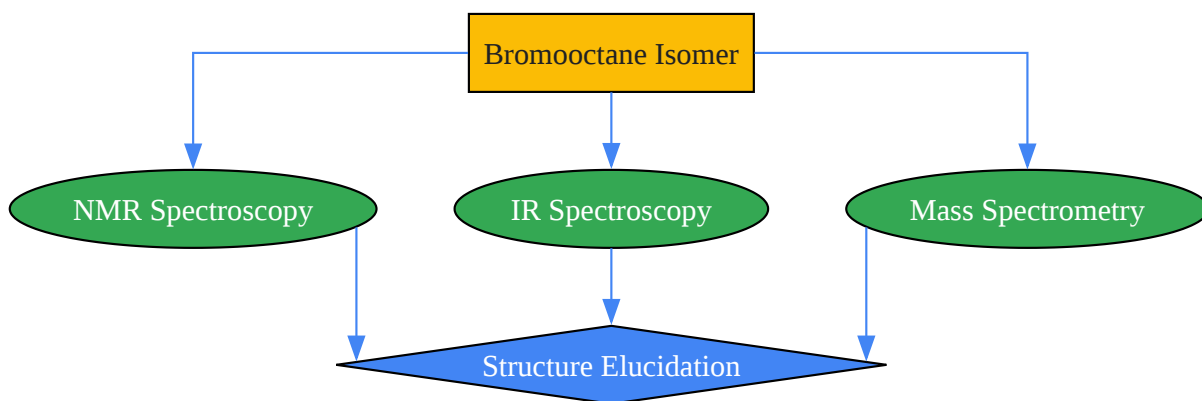 Bromooctane Isomer
NMR Spectroscopy
IR Spectroscopy
Mass Spectrometry
Structure Elucidation